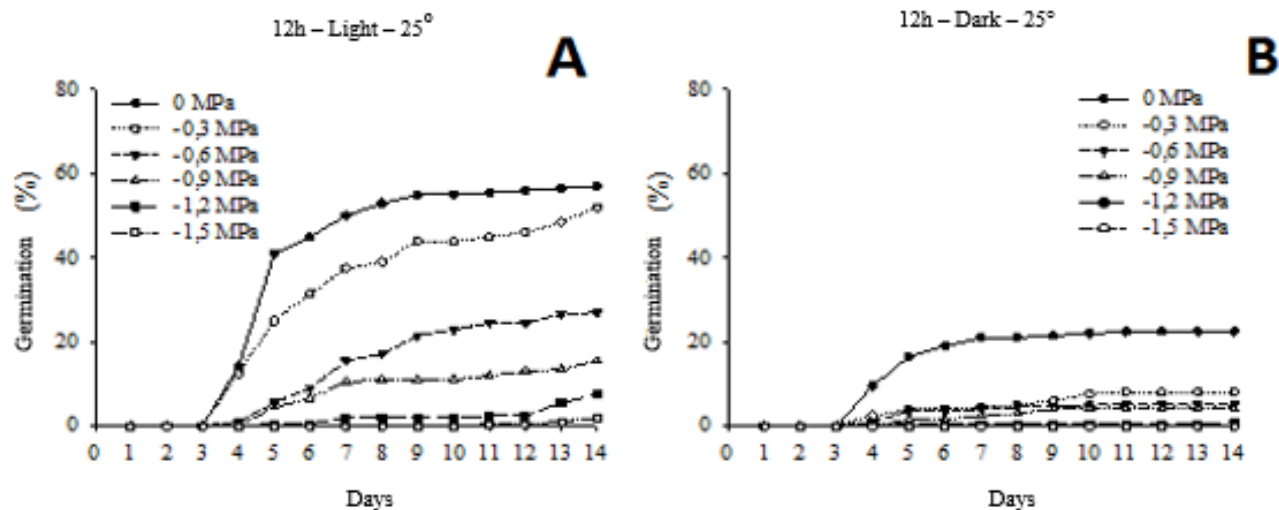 12h – Light – 25°
A
80
60
40
20
0
Germination (%)
0 MPa
-0,3 MPa
-0,6 MPa
-0,9 MPa
-1,2 MPa
-1,5 MPa
0 1 2 3 4 5 6 7 8 9 10 11 12 13 14
Days
12h – Dark – 25°
B
80
60
40
20
0
Germination (%)
0 MPa
-0,3 MPa
-0,6 MPa
-0,9 MPa
-1,2 MPa
-1,5 MPa
0 1 2 3 4 5 6 7 8 9 10 11 12 13 14
Days